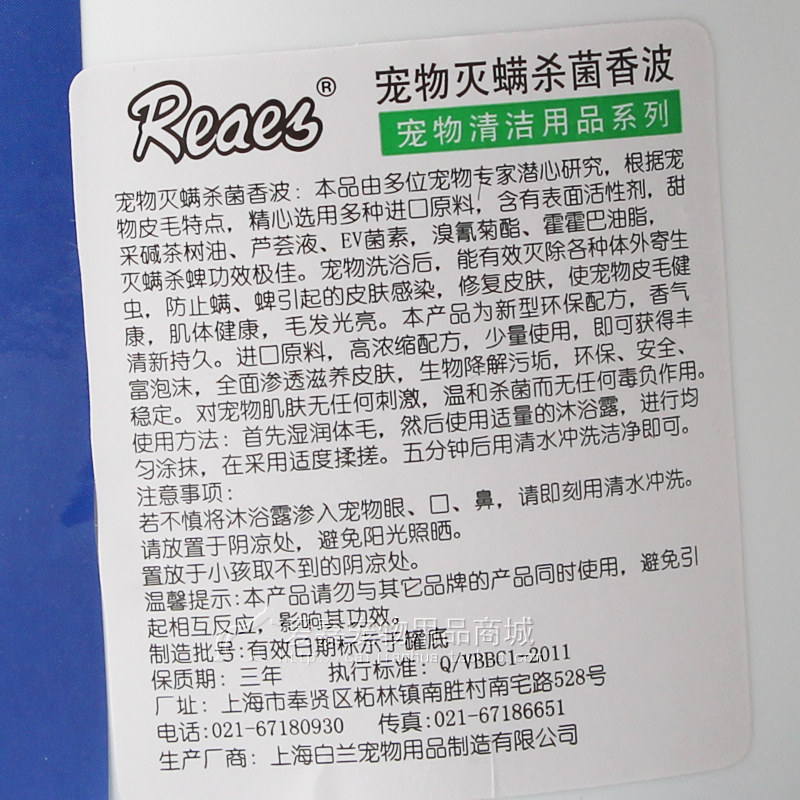 Reaes®
宠物灭螨杀菌香波
宠物清洁用品系列
宠物灭螨杀菌香波：本品由多位宠物专家潜心研究，根据宠
物皮毛特点，精心选用多种进口原料，含有表面活性剂，甜
采碱茶树油、芦荟液、EV菌素，溴氰菊酯、霍霍巴油脂，
灭螨杀蜱功效极佳。宠物洗浴后，能有效灭除各种体外寄生
虫，防止螨、蜱引起的皮肤感染，修复皮肤，使宠物皮毛健
康，肌体健康，毛发光亮。本产品为新型环保配方，香气
清新持久。进口原料，高浓缩配方，少量使用，即可获得丰
富泡沫，全面渗透滋养皮肤，生物降解污垢，环保、安全、
稳定。对宠物肌肤无任何刺激，温和杀菌而无任何毒负作用。
使用方法：首先湿润体毛，然后使用适量的沐浴露，进行均
匀涂抹，在采用适度揉搓。五分钟后用清水冲洗洁净即可。
注意事项：
若不慎将沐浴露渗入宠物眼、口、鼻，请即刻用清水冲洗。
请放置于阴凉处，避免阳光照晒。
置放于小孩取不到的阴凉处。
温馨提示：本产品请勿与其它品牌的产品同时使用，避免引
起相互反应，影响其功效。
制造批号：有效日期标示于罐底
保质期：三年 执行标准：Q/VBBC1-2011
厂址：上海市奉贤区柘林镇南胜村南宅路528号
电话：021-67180930 传真：021-67186651
生产厂商：上海白兰宠物用品制造有限公司